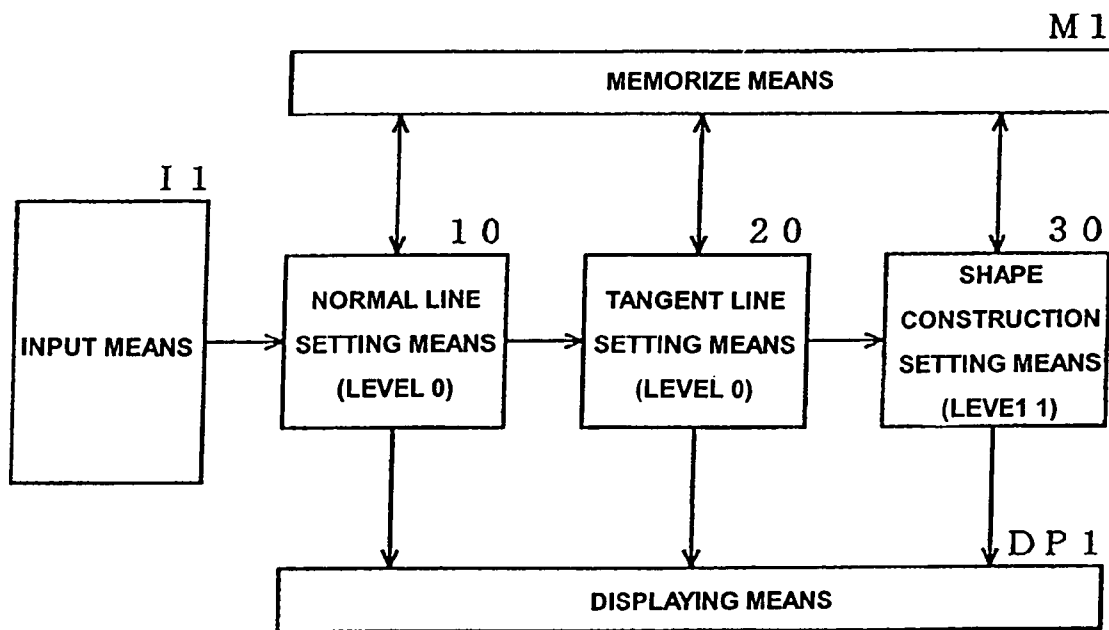 M1
MEMORIZE MEANS
I1
INPUT MEANS
10
NORMAL LINE
SETTING MEANS
(LEVEL 0)
20
TANGENT LINE
SETTING MEANS
(LEVEL 0)
30
SHAPE
CONSTRUCTION
SETTING MEANS
(LEVE1 1)
DP1
DISPLAYING MEANS